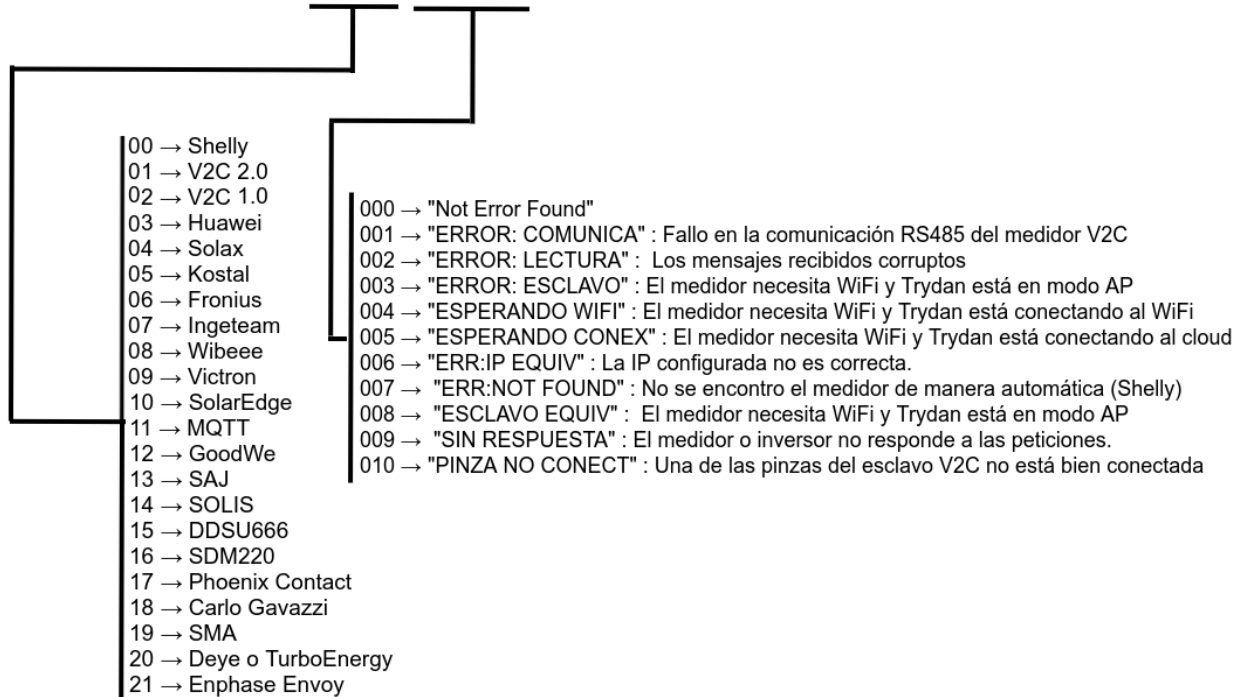 00 → Shelly
01 → V2C 2.0
02 → V2C 1.0
03 → Huawei
04 → Solax
05 → Kostal
06 → Fronius
07 → Ingeteam
08 → Wibeee
09 → Victron
10 → SolarEdge
11 → MQTT
12 → GoodWe
13 → SAJ
14 → SOLIS
15 → DDSU666
16 → SDM220
17 → Phoenix Contact
18 → Carlo Gavazzi
19 → SMA
20 → Deye o TurboEnergy
21 → Enphase Envoy
000 → "Not Error Found"
001 → "ERROR: COMUNICA" : Fallo en la comunicación RS485 del medidor V2C
002 → "ERROR: LECTURA" : Los mensajes recibidos corruptos
003 → "ERROR: ESCLAVO" : El medidor necesita WiFi y Trydan está en modo AP
004 → "ESPERANDO WIFI" : El medidor necesita WiFi y Trydan está conectando al WiFi
005 → "ESPERANDO CONEX" : El medidor necesita WiFi y Trydan está conectando al cloud
006 → "ERR:IP EQUIV" : La IP configurada no es correcta.
007 → "ERR:NOT FOUND" : No se encontro el medidor de manera automática (Shelly)
008 → "ESCLAVO EQUIV" : El medidor necesita WiFi y Trydan está en modo AP
009 → "SIN RESPUESTA" : El medidor o inversor no responde a las peticiones.
010 → "PINZA NO CONECT" : Una de las pinzas del esclavo V2C no está bien conectada